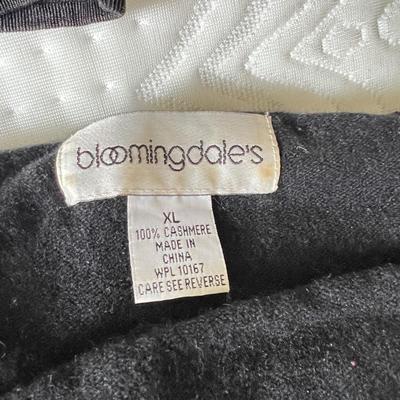 bloomingdale's
XL
100% CASHMERE
MADE IN
CHINA
WPL 10167
CARE SEE REVERSE